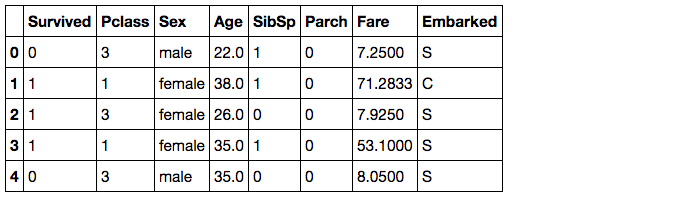 Survived Pclass Sex Age SibSp Parch Fare Embarked
0 0 3 male 22.0 1 0 7.2500 S
1 1 1 female 38.0 1 0 71.2833 C
2 1 3 female 26.0 0 0 7.9250 S
3 1 1 female 35.0 1 0 53.1000 S
4 0 3 male 35.0 0 0 8.0500 S